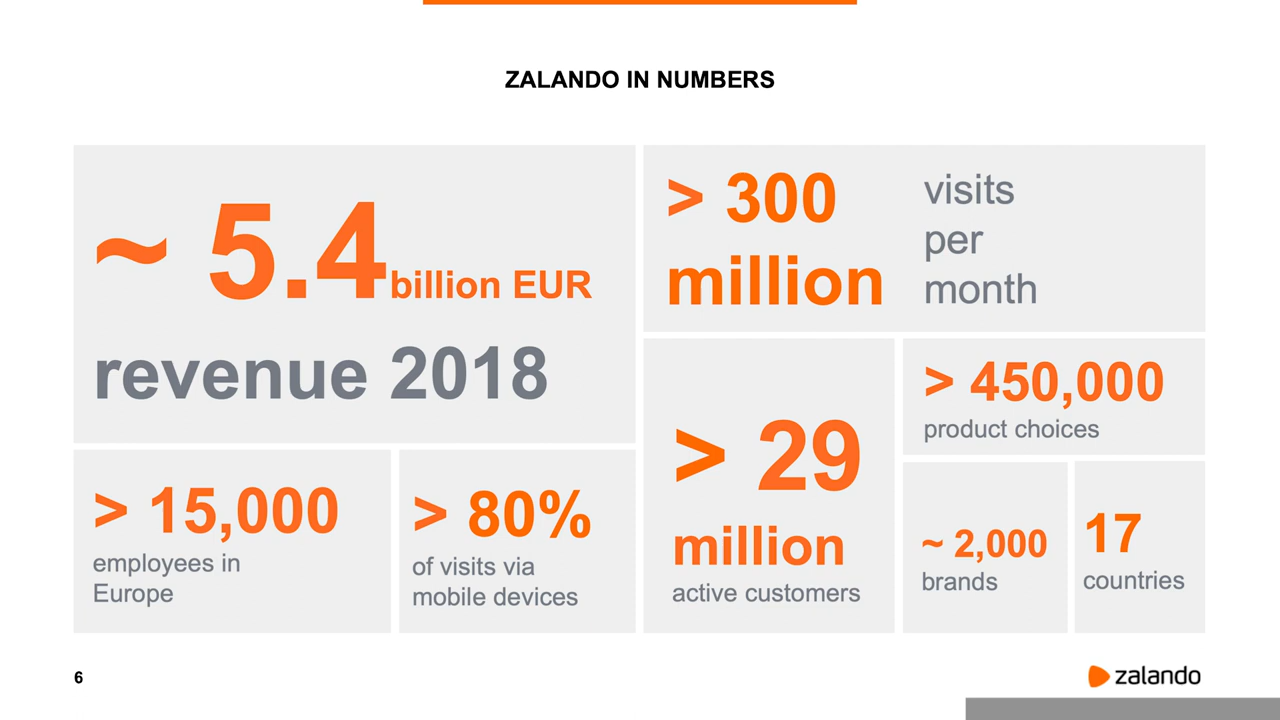 ZALANDO IN NUMBERS
~ 5.4 billion EUR
revenue 2018
> 300
million
visits
per
month
> 15,000
employees in
Europe
> 80%
of visits via
mobile devices
> 29
million
active customers
> 450,000
product choices
~ 2,000
brands
17
countries
6
zalando